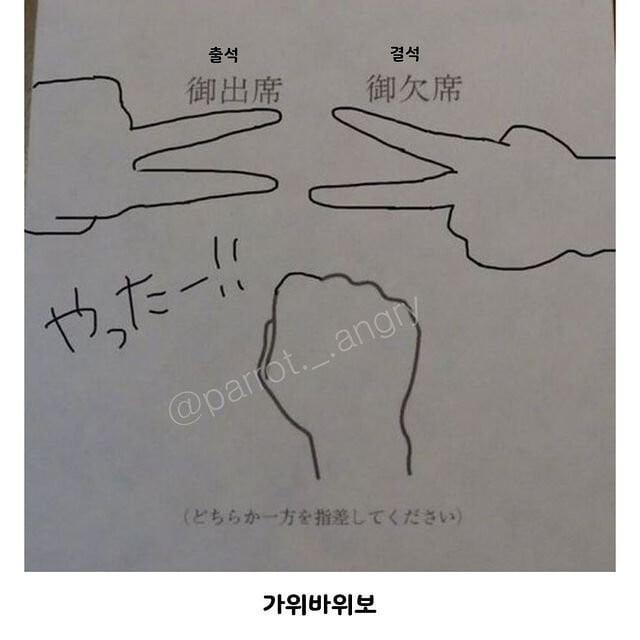 출석 결석
御出席 御欠席
やったー!!
@parrot._.angry
(どちらか一方を指差してください)
가위바위보